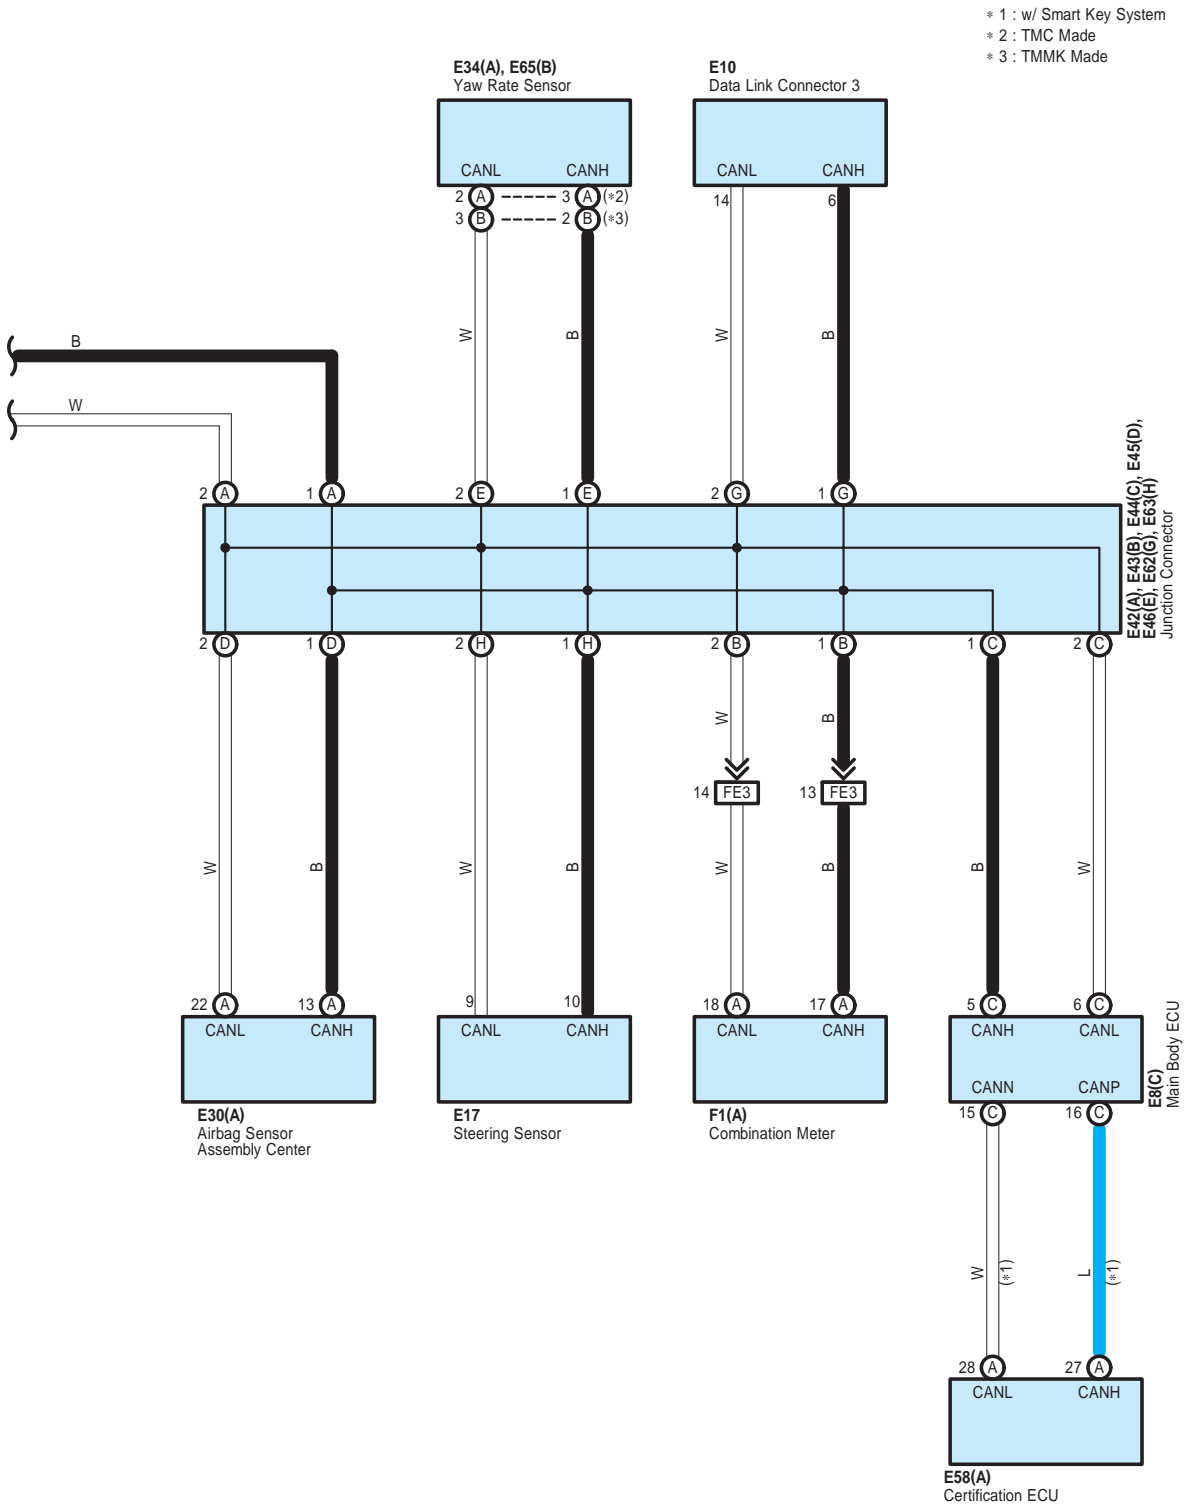 ∗ 1 : w/ Smart Key System
∗ 2 : TMC Made
∗ 3 : TMMK Made
E34(A), E65(B)
Yaw Rate Sensor
E10
Data Link Connector 3
CANL CANH
CANL CANH
2 A 3 A (∗2)
3 B 2 B (∗3)
14 6
B
W
W B W B
2 A 1 A 2 E 1 E 2 G 1 G
E42(A), E43(B), E44(C), E45(D),
E46(E), E62(G), E63(H)
Junction Connector
2 D 1 D 2 H 1 H 2 B 1 B 1 C 2 C
W B
14 FE3 13 FE3
W B W B W B B W
22 A 13 A 9 10 18 A 17 A 5 C 6 C
CANL CANH
CANL CANH
CANL CANH
CANH CANL
CANN CANP
E8(C)
Main Body ECU
E30(A)
Airbag Sensor
Assembly Center
E17
Steering Sensor
F1(A)
Combination Meter
15 C 16 C
W (∗1) L (∗1)
28 A 27 A
CANL CANH
E58(A)
Certification ECU